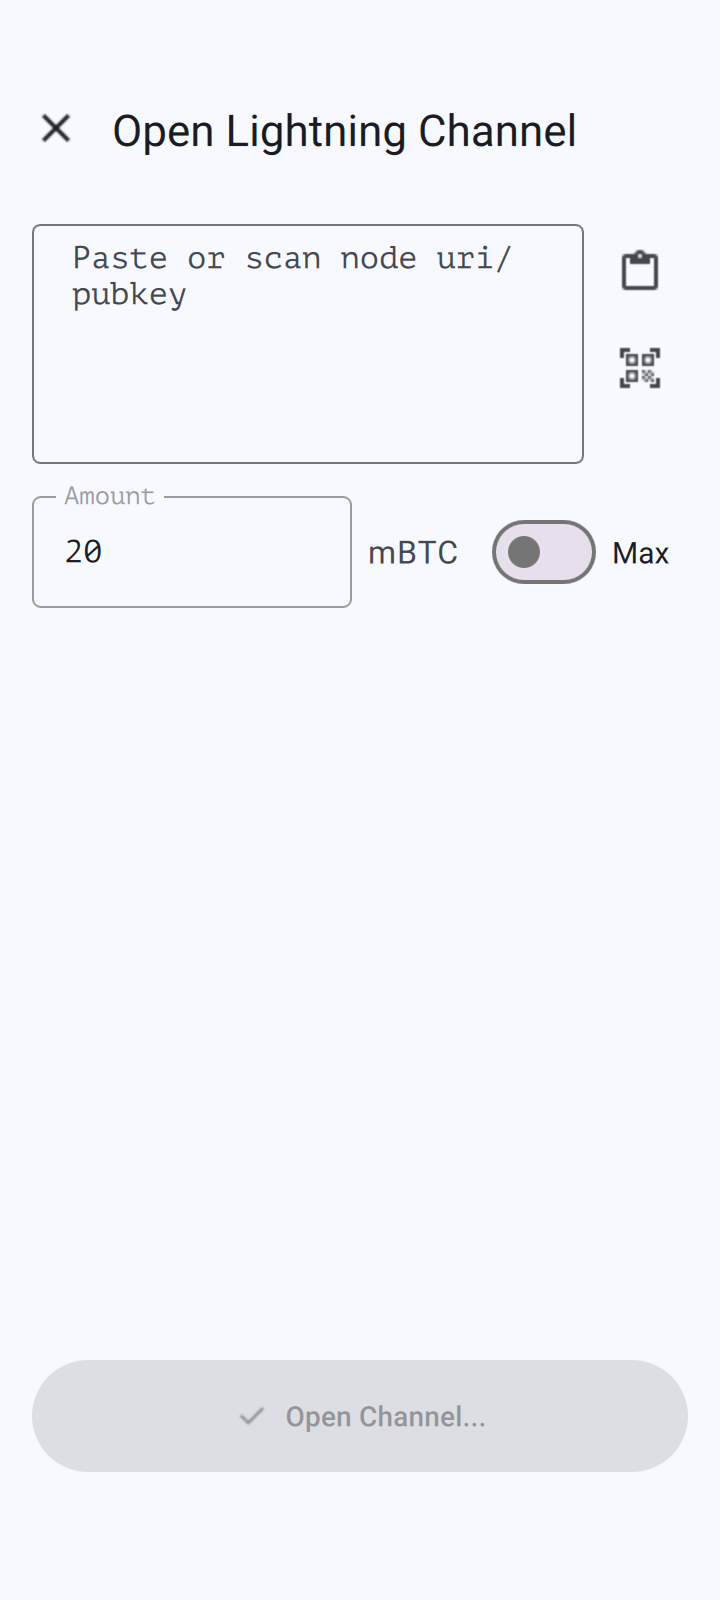 Open Lightning Channel
Paste or scan node uri/
pubkey
Amount
20
mBTC
Max
Open Channel...